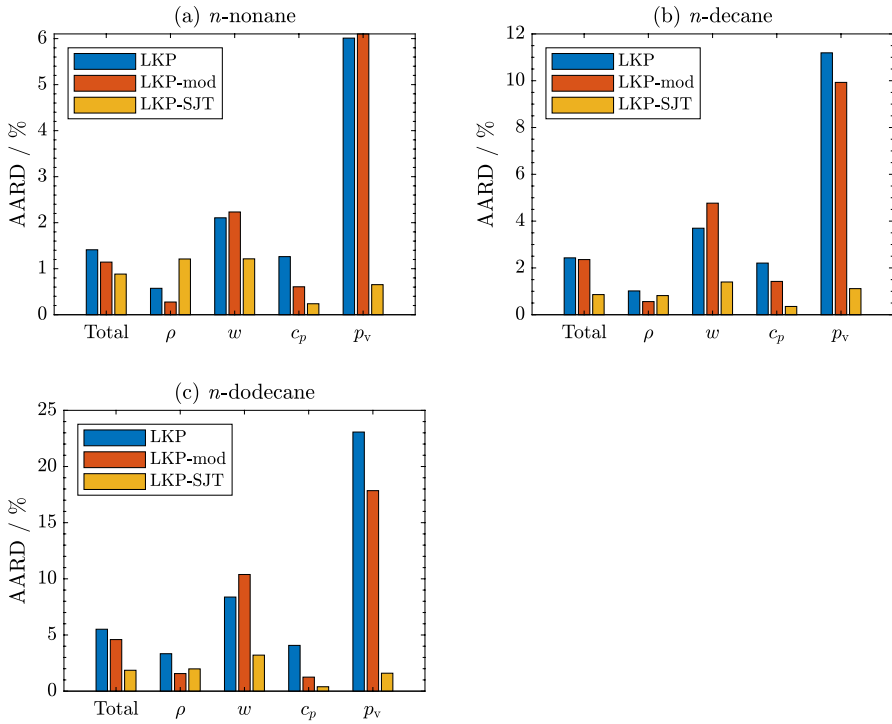 (a) n-nonane
AARD / %
6
5
4
3
2
1
0
LKP
LKP-mod
LKP-SJT
Total ρ w c_p p_v
(b) n-decane
AARD / %
12
10
8
6
4
2
0
LKP
LKP-mod
LKP-SJT
Total ρ w c_p p_v
(c) n-dodecane
AARD / %
25
20
15
10
5
0
LKP
LKP-mod
LKP-SJT
Total ρ w c_p p_v